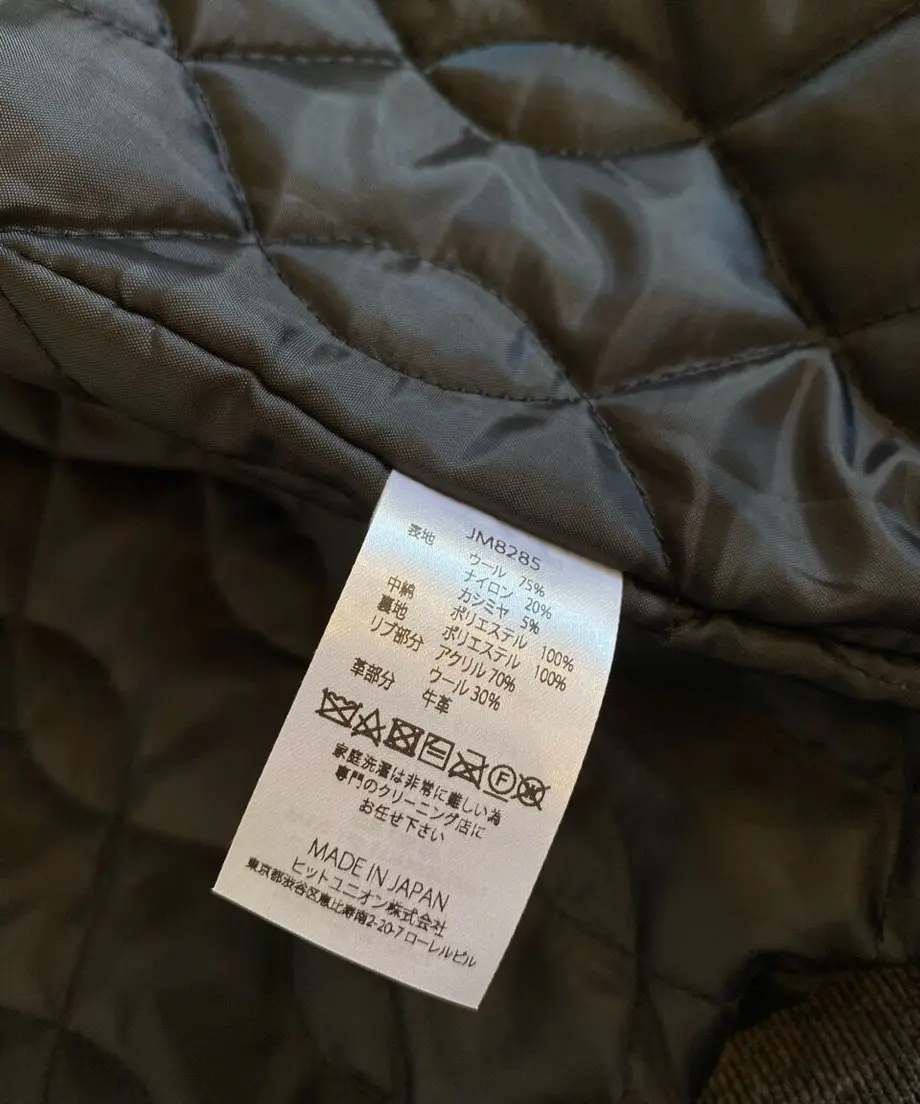 JM8285
表地 ウール 75%
ナイロン 20%
カシミヤ 5%
中綿 ポリエステル 100%
裏地 ポリエステル 100%
リブ部分 アクリル 70%
ウール 30%
革部分 牛革
F
家庭洗濯は非常に難しい為
専門のクリーニング店に
お任せ下さい
MADE IN JAPAN
ヒットユニオン株式会社
東京都渋谷区恵比寿南2-20-7 ローレルビル